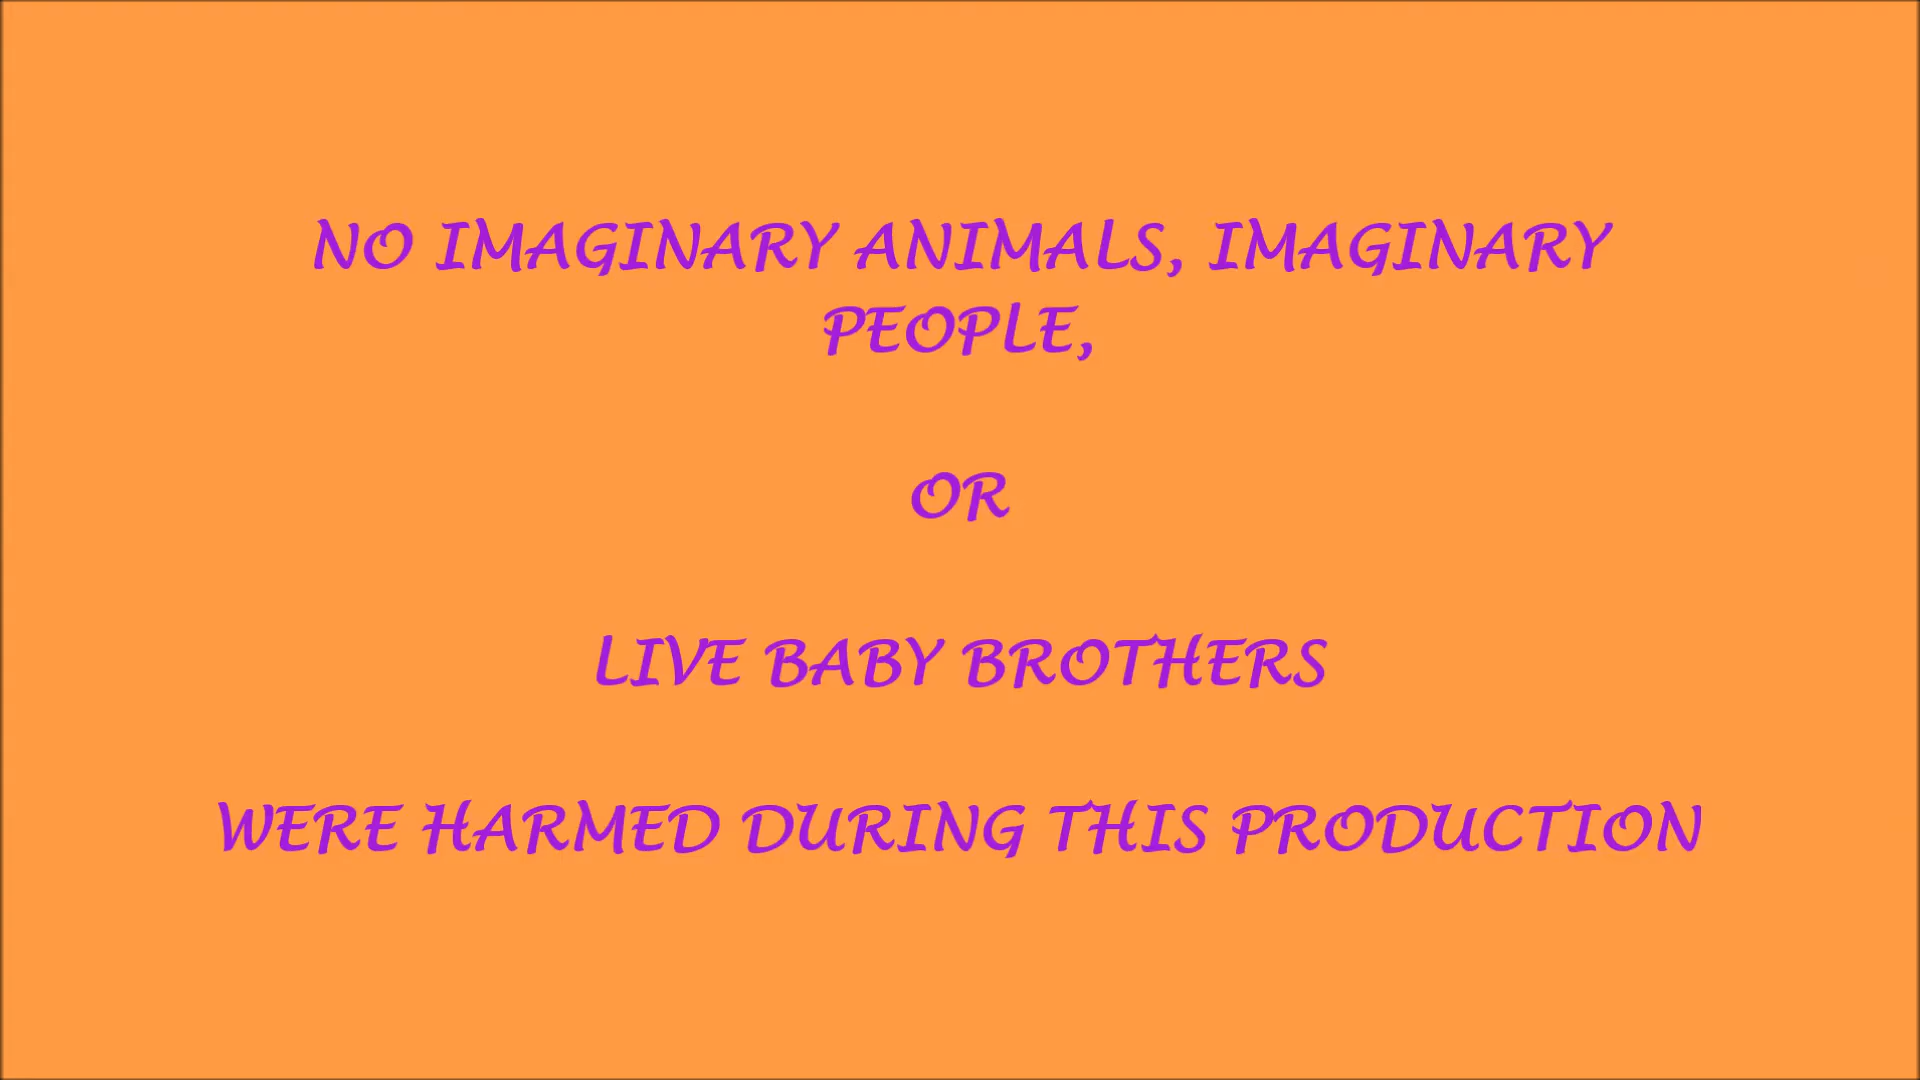 NO IMAGINARY ANIMALS, IMAGINARY
PEOPLE,
OR
LIVE BABY BROTHERS
WERE HARMED DURING THIS PRODUCTION